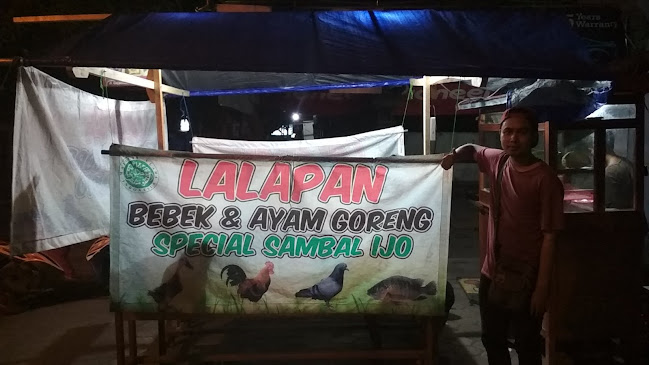 LALAPAN
BEBEK & AYAM GORENG
SPECIAL SAMBAL IJO